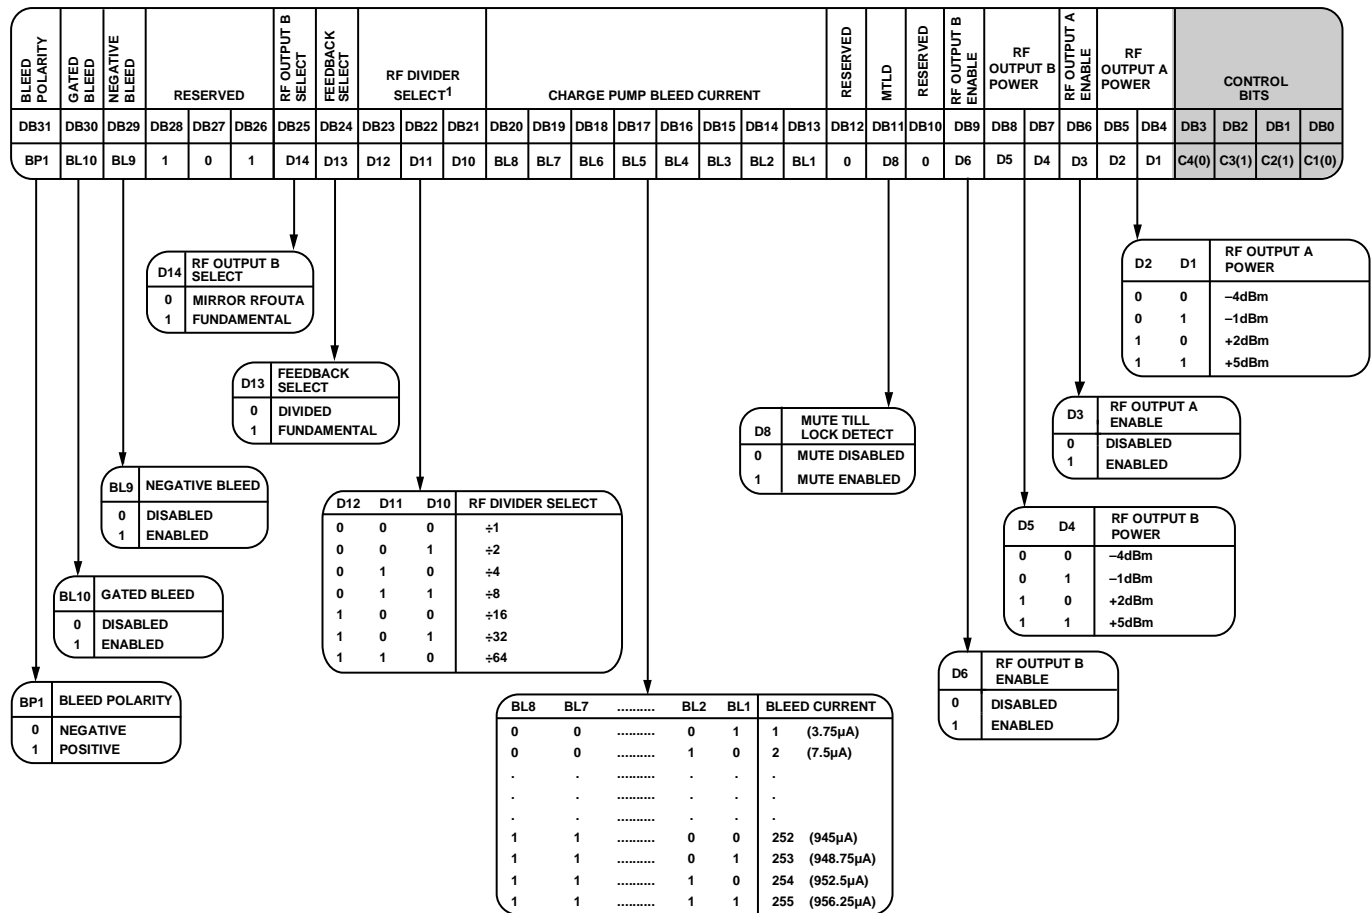 BLEED POLARITY
GATED BLEED
NEGATIVE BLEED
RESERVED
RF OUTPUT B SELECT
FEEDBACK SELECT
RF DIVIDER SELECT1
CHARGE PUMP BLEED CURRENT
RESERVED
MTLD
RESERVED
RF OUTPUT B ENABLE
RF OUTPUT B POWER
RF OUTPUT A ENABLE
RF OUTPUT A POWER
CONTROL BITS
DB31 DB30 DB29 DB28 DB27 DB26 DB25 DB24 DB23 DB22 DB21 DB20 DB19 DB18 DB17 DB16 DB15 DB14 DB13 DB12 DB11 DB10 DB9 DB8 DB7 DB6 DB5 DB4 DB3 DB2 DB1 DB0
BP1 BL10 BL9 1 0 1 D14 D13 D12 D11 D10 BL8 BL7 BL6 BL5 BL4 BL3 BL2 BL1 0 D8 0 D6 D5 D4 D3 D2 D1 C4(0) C3(1) C2(1) C1(0)
D14 RF OUTPUT B SELECT
0 MIRROR RFOUTA
1 FUNDAMENTAL
D2 D1 RF OUTPUT A POWER
0 0 –4dBm
0 1 –1dBm
1 0 +2dBm
1 1 +5dBm
D13 FEEDBACK SELECT
0 DIVIDED
1 FUNDAMENTAL
D8 MUTE TILL LOCK DETECT
0 MUTE DISABLED
1 MUTE ENABLED
D3 RF OUTPUT A ENABLE
0 DISABLED
1 ENABLED
BL9 NEGATIVE BLEED
0 DISABLED
1 ENABLED
D12 D11 D10 RF DIVIDER SELECT
0 0 0 ÷1
0 0 1 ÷2
0 1 0 ÷4
0 1 1 ÷8
1 0 0 ÷16
1 0 1 ÷32
1 1 0 ÷64
D5 D4 RF OUTPUT B POWER
0 0 –4dBm
0 1 –1dBm
1 0 +2dBm
1 1 +5dBm
BL10 GATED BLEED
0 DISABLED
1 ENABLED
D6 RF OUTPUT B ENABLE
0 DISABLED
1 ENABLED
BP1 BLEED POLARITY
0 NEGATIVE
1 POSITIVE
BL8 BL7 .......... BL2 BL1 BLEED CURRENT
0 0 .......... 0 1 1 (3.75µA)
0 0 .......... 1 0 2 (7.5µA)
. . .......... . . .
. . .......... . . .
. . .......... . . .
1 1 .......... 0 0 252 (945µA)
1 1 .......... 0 1 253 (948.75µA)
1 1 .......... 1 0 254 (952.5µA)
1 1 .......... 1 1 255 (956.25µA)